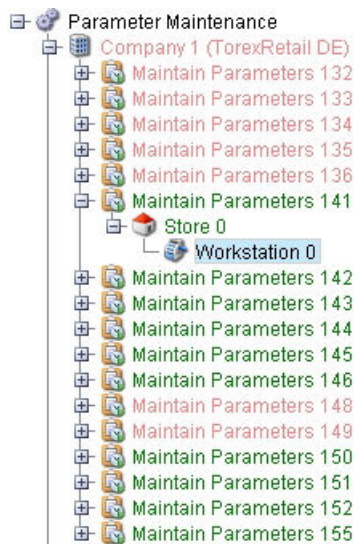 Parameter Maintenance
Company 1 (TorexRetail DE)
Maintain Parameters 132
Maintain Parameters 133
Maintain Parameters 134
Maintain Parameters 135
Maintain Parameters 136
Maintain Parameters 141
Store 0
Workstation 0
Maintain Parameters 142
Maintain Parameters 143
Maintain Parameters 144
Maintain Parameters 145
Maintain Parameters 146
Maintain Parameters 148
Maintain Parameters 149
Maintain Parameters 150
Maintain Parameters 151
Maintain Parameters 152
Maintain Parameters 155